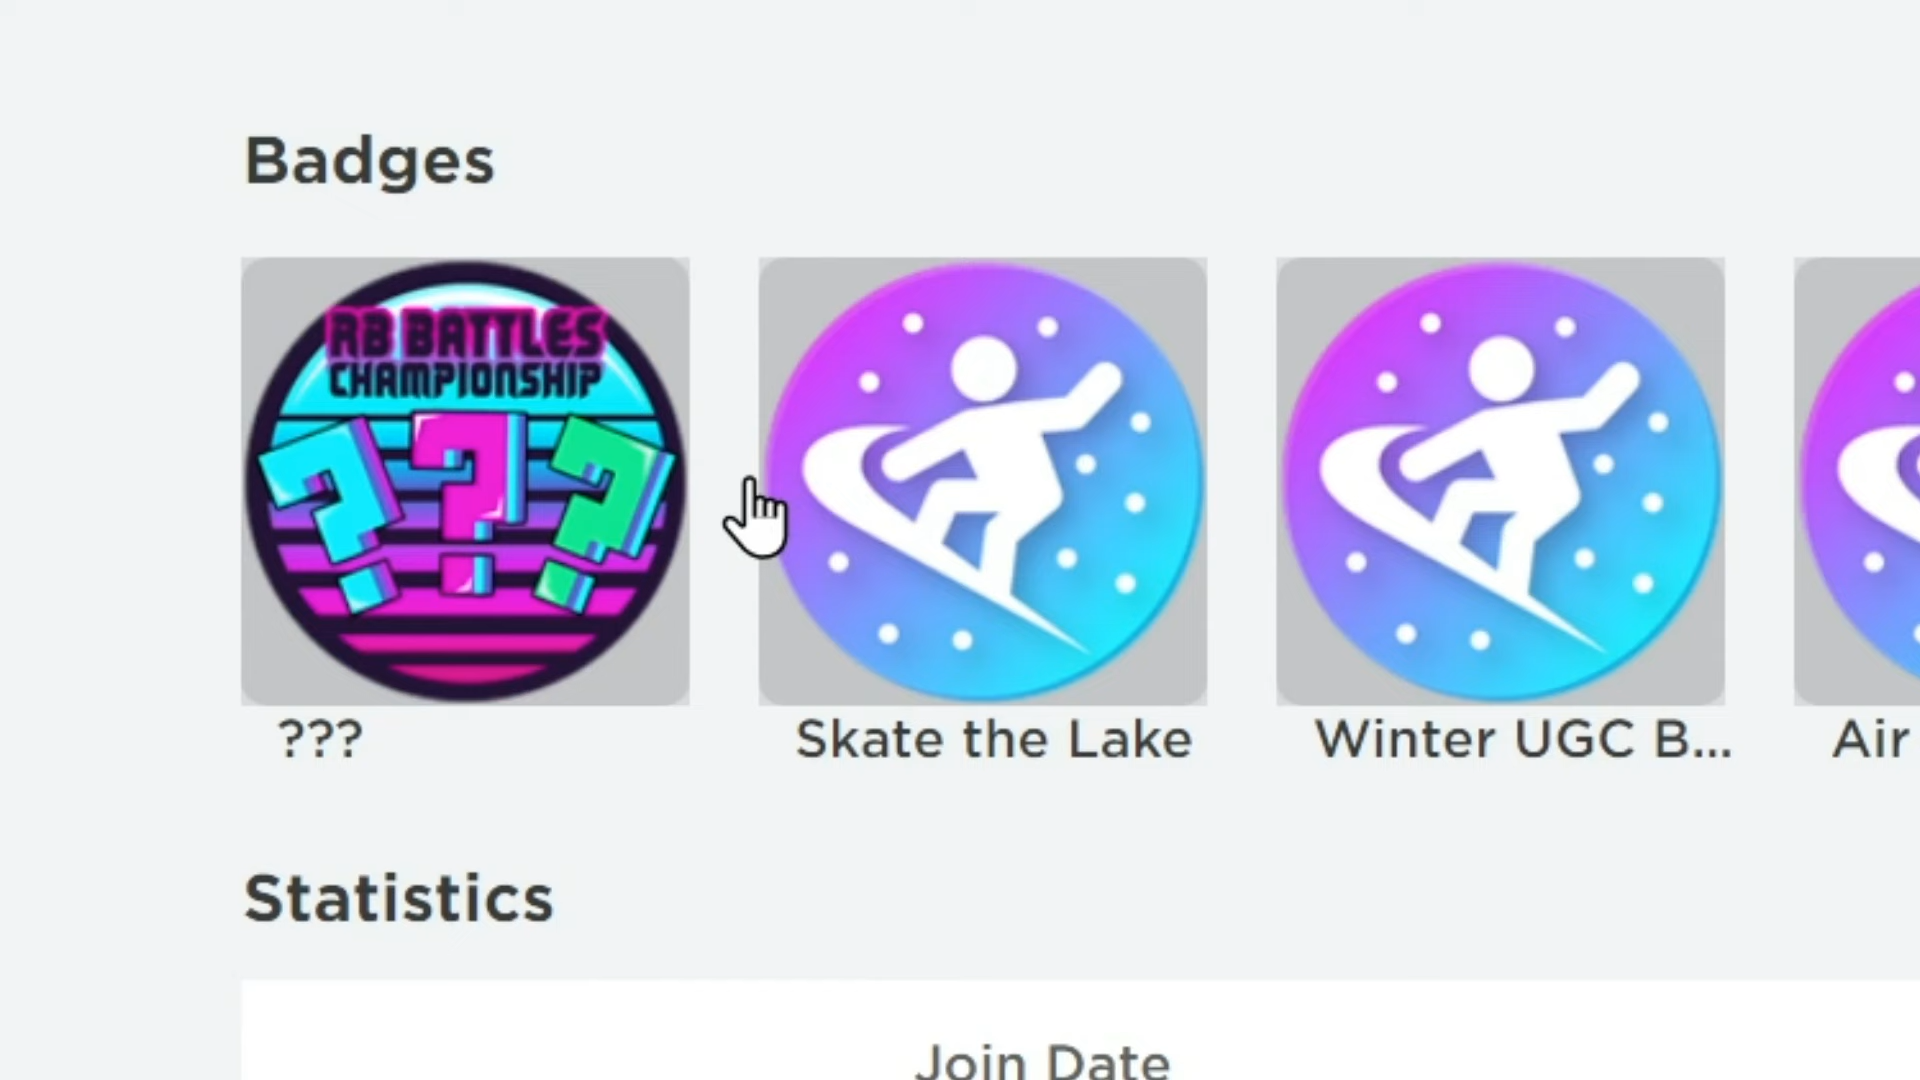 Badges
RB BATTLES
CHAMPIONSHIP
???
???
Skate the Lake
Winter UGC B...
Air
Statistics
Join Date